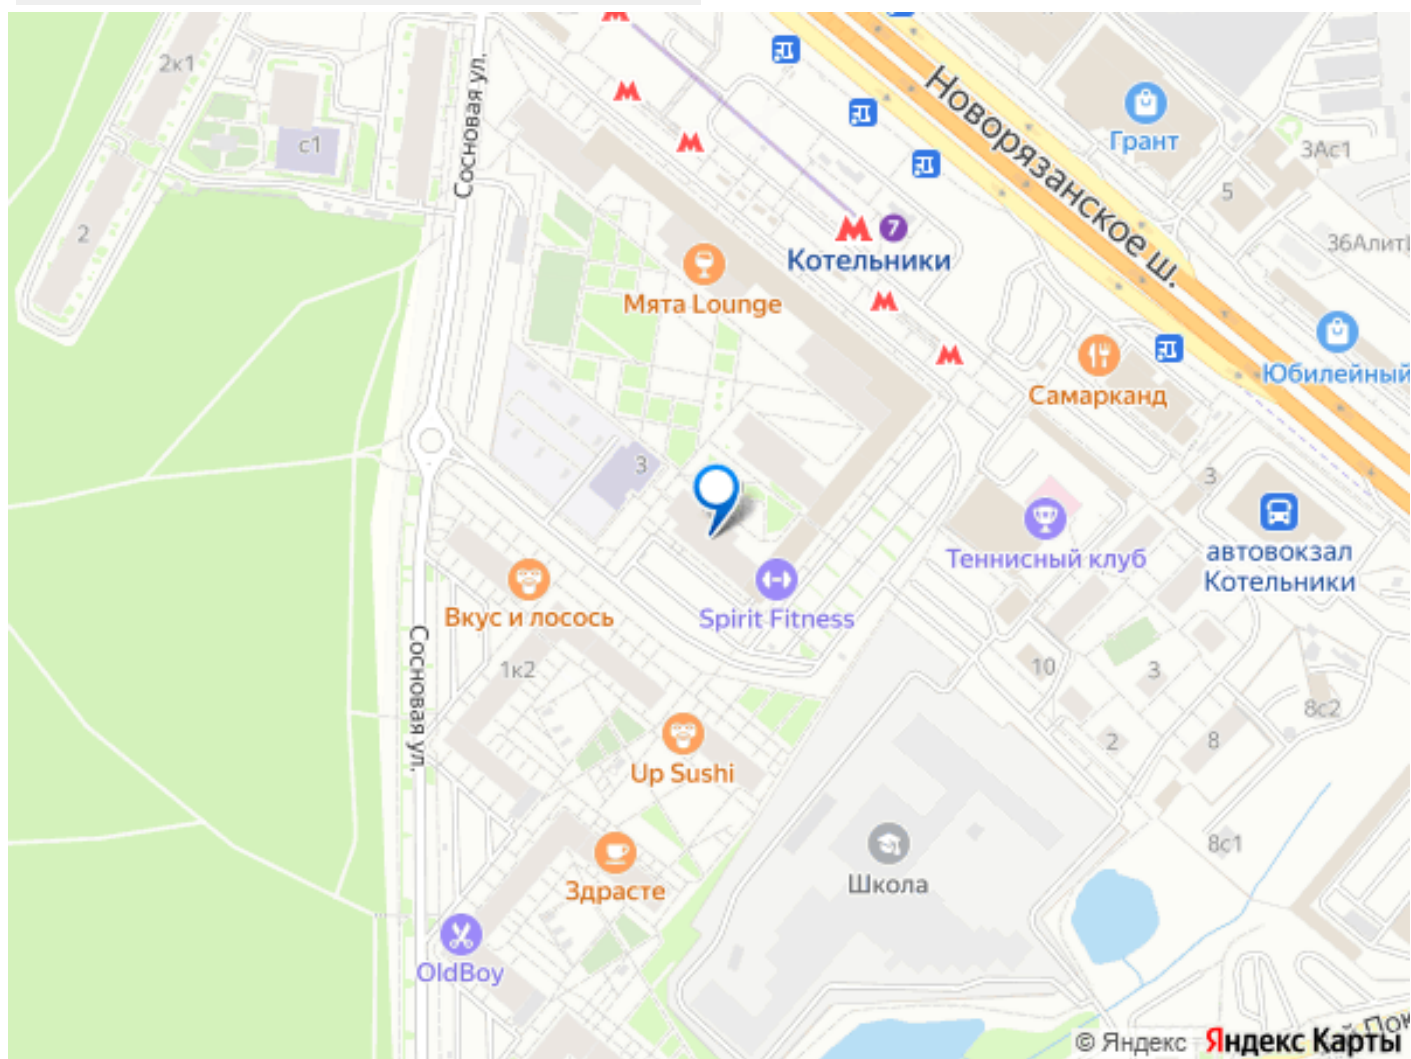 2к1
с1
2
Сосновая ул.
Новорязанское ш.
Грант
3Ас1
5
7
Котельники
Мята Lounge
Самарканд
Юбилейный
3
3
Теннисный клуб
автовокзал
Котельники
Вкус и лосось
Spirit Fitness
Сосновая ул.
1к2
10
3
2
8
8с2
Up Sushi
8с1
Здрасте
Школа
OldBoy
© Яндекс Яндекс Карты